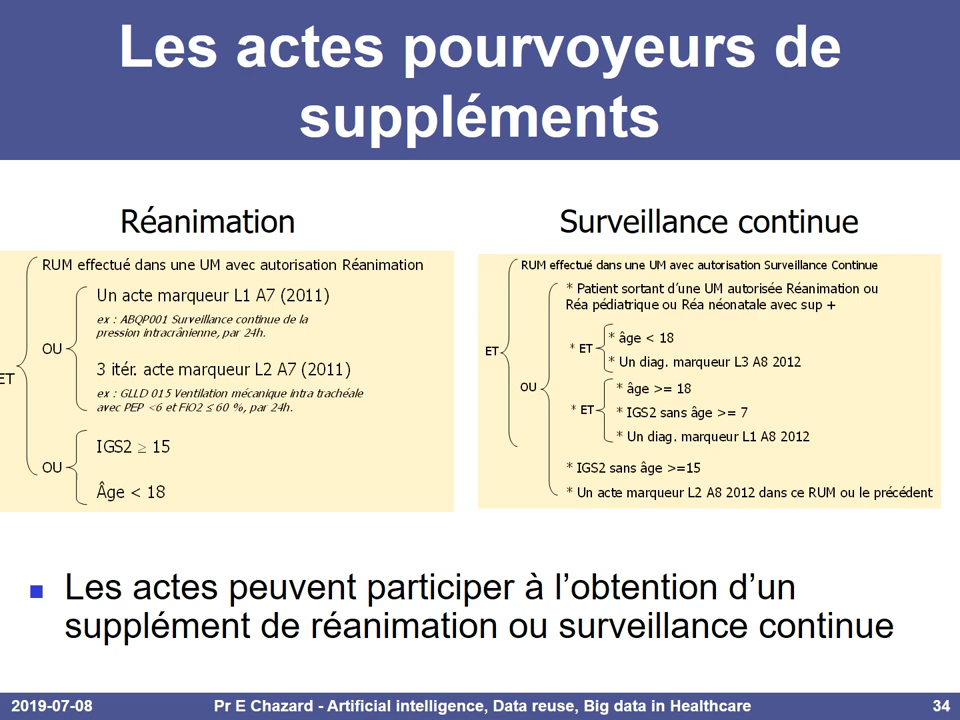 Les actes pourvoyeurs de
suppléments
Réanimation
RUM effectué dans une UM avec autorisation Réanimation
Un acte marqueur L1 A7 (2011)
ex : ABQP001 Surveillance continue de la
pression intracrânienne, par 24h.
OU
3 itér. acte marqueur L2 A7 (2011)
ET
ex : GLLD 015 Ventilation mécanique intra trachéale
avec PEP <6 et FiO2 ≤ 60 %, par 24h.
IGS2 ≥ 15
OU
Âge < 18
Surveillance continue
RUM effectué dans une UM avec autorisation Surveillance Continue
* Patient sortant d'une UM autorisée Réanimation ou
Réa pédiatrique ou Réa néonatale avec sup +
* âge < 18
* ET
ET
* Un diag. marqueur L3 A8 2012
OU
* âge >= 18
* ET
* IGS2 sans âge >= 7
* Un diag. marqueur L1 A8 2012
* IGS2 sans âge >=15
* Un acte marqueur L2 A8 2012 dans ce RUM ou le précédent
Les actes peuvent participer à l'obtention d'un
supplément de réanimation ou surveillance continue
2019-07-08
Pr E Chazard - Artificial intelligence, Data reuse, Big data in Healthcare
34